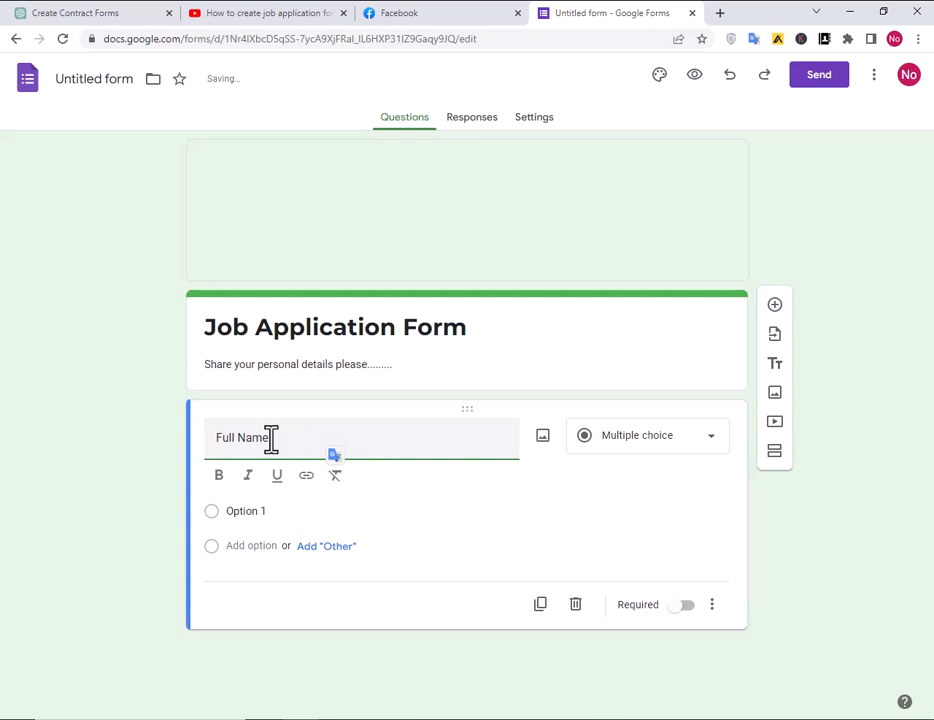 Create Contract Forms
How to create job application fo
Facebook
Untitled form - Google Forms
docs.google.com/forms/d/1Nr4lXbcD5qSS-7ycA9XjFRal_IL6HXP31IZ9Gaqy9JQ/edit
No
Untitled form
Saving...
Send
No
Questions
Responses
Settings
Job Application Form
Share your personal details please.........
Full Name
Multiple choice
B I U
Option 1
Add option or Add "Other"
Required